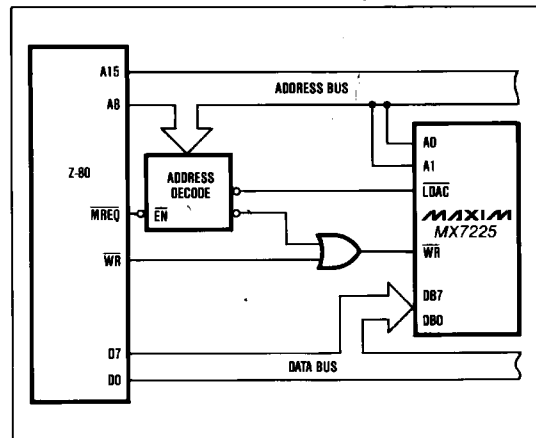 A15
ADDRESS BUS
A8
A0
Z-80
A1
ADDRESS
DECODE
LDAC
MREQ
EN
MAXIM
MX7225
WR
WR
DB7
DB0
D7
DATA BUS
D0